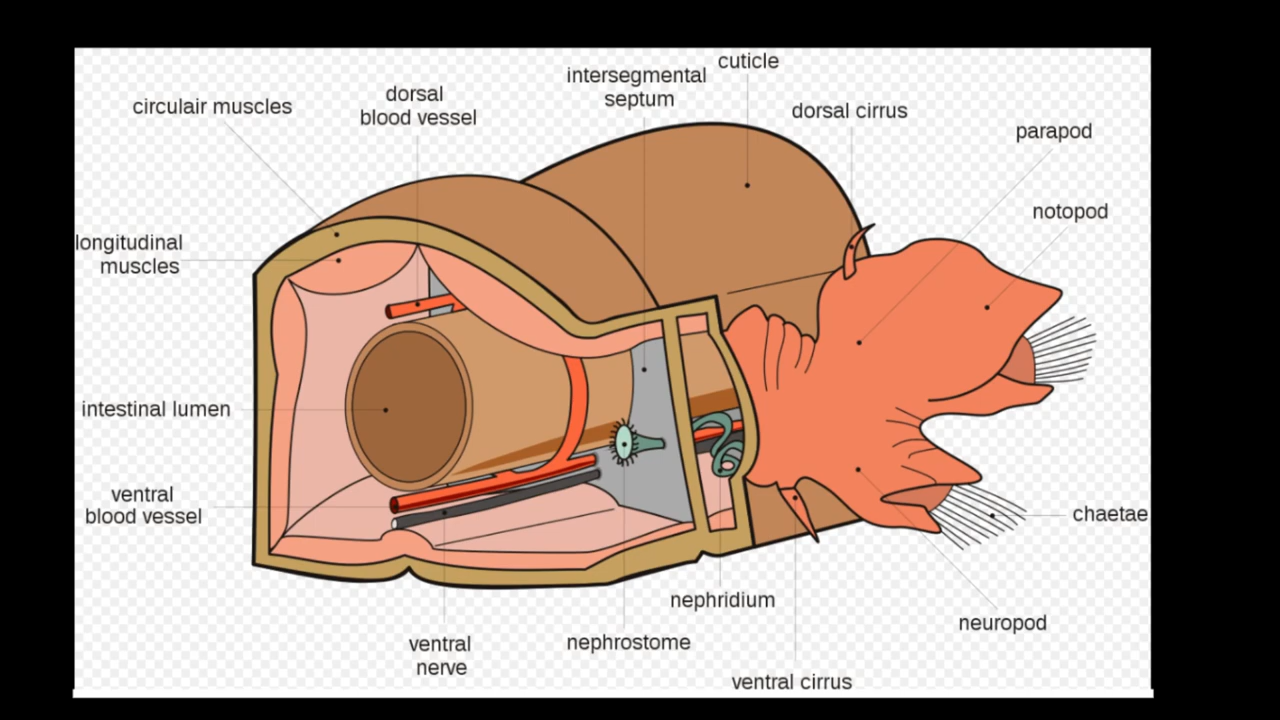 cuticle
intersegmental
septum
dorsal
blood vessel
circulair muscles
dorsal cirrus
parapod
notopod
longitudinal
muscles
intestinal lumen
ventral
blood vessel
chaetae
nephridium
neuropod
ventral
nerve
nephrostome
ventral cirrus